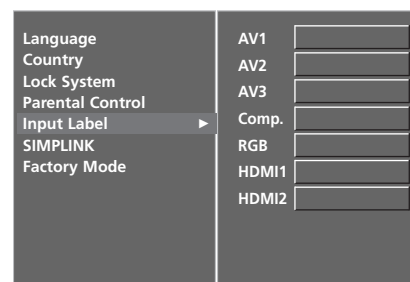 Language
Country
Lock System
Parental Control
Input Label ►
SIMPLINK
Factory Mode
AV1
AV2
AV3
Comp.
RGB
HDMI1
HDMI2